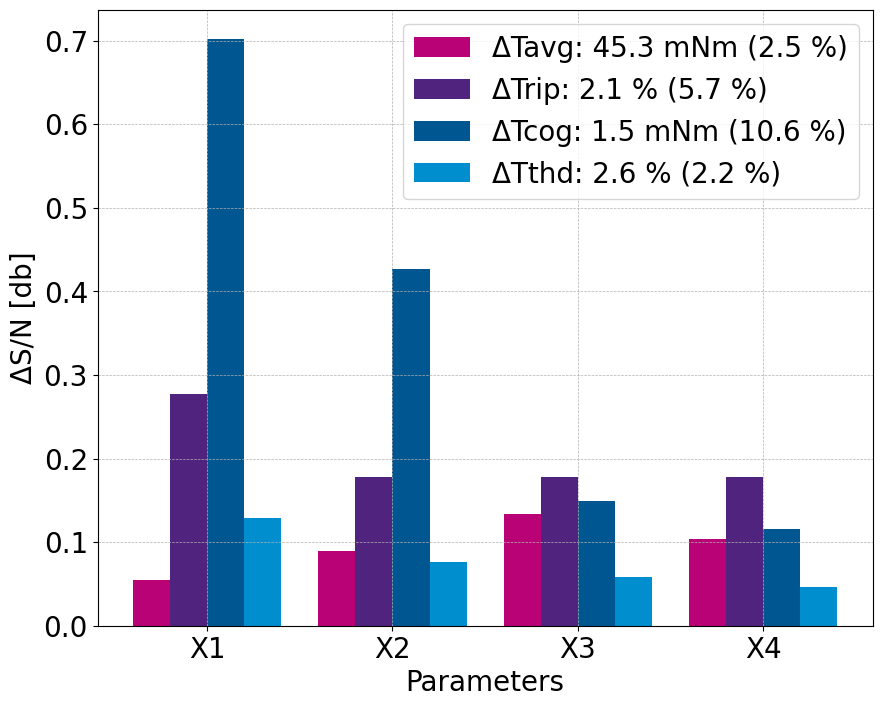 ΔTavg: 45.3 mNm (2.5 %)
ΔTrip: 2.1 % (5.7 %)
ΔTcog: 1.5 mNm (10.6 %)
ΔTthd: 2.6 % (2.2 %)
ΔS/N [db]
0.7
0.6
0.5
0.4
0.3
0.2
0.1
0.0
X1 X2 X3 X4
Parameters